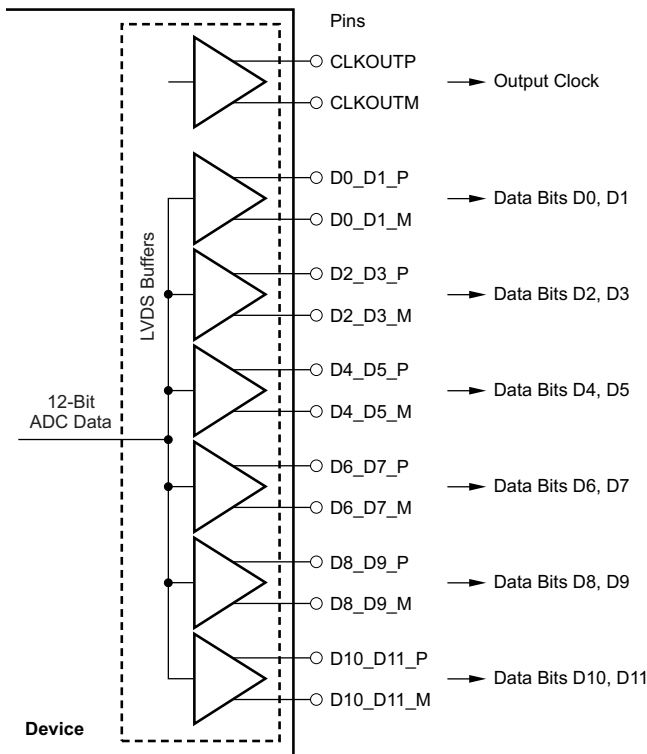 Pins
CLKOUTP
Output Clock
CLKOUTM
D0_D1_P
Data Bits D0, D1
D0_D1_M
LVDS Buffers
D2_D3_P
Data Bits D2, D3
D2_D3_M
D4_D5_P
Data Bits D4, D5
D4_D5_M
12-Bit
ADC Data
D6_D7_P
Data Bits D6, D7
D6_D7_M
D8_D9_P
Data Bits D8, D9
D8_D9_M
D10_D11_P
Data Bits D10, D11
D10_D11_M
Device